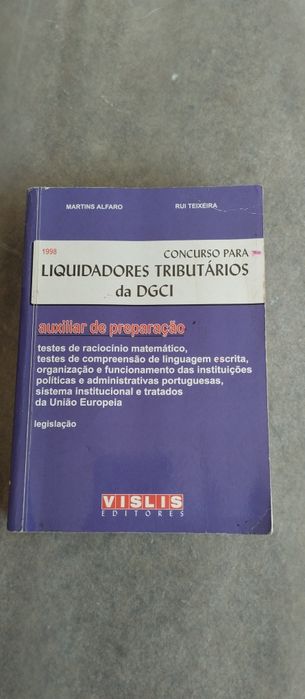 MARTINS ALFARO RUI TEIXEIRA
1998 CONCURSO PARA
LIQUIDADORES TRIBUTÁRIOS
da DGCI
auxiliar de preparação
testes de raciocínio matemático,
testes de compreensão de linguagem escrita,
organização e funcionamento das instituições
políticas e administrativas portuguesas,
sistema institucional e tratados
da União Europeia
legislação
VISLIS
EDITORES